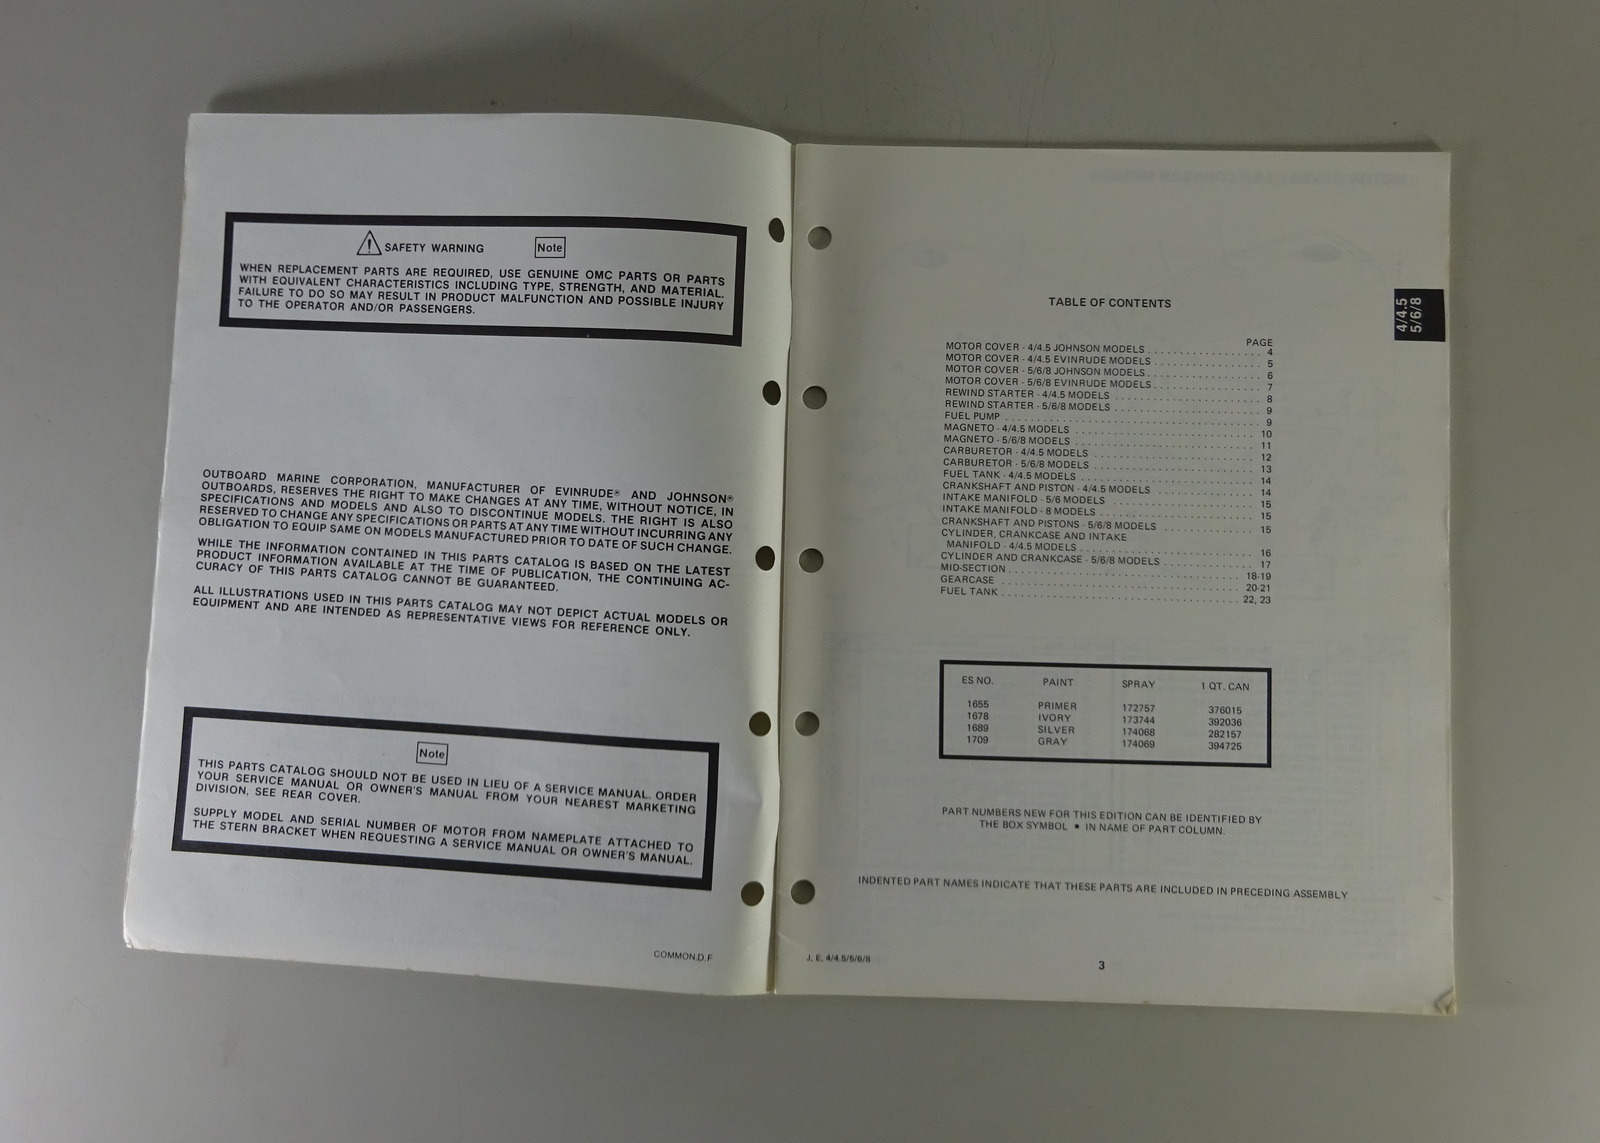 SAFETY WARNING Note
WHEN REPLACEMENT PARTS ARE REQUIRED, USE GENUINE OMC PARTS OR PARTS
WITH EQUIVALENT CHARACTERISTICS INCLUDING TYPE, STRENGTH, AND MATERIAL.
FAILURE TO DO SO MAY RESULT IN PRODUCT MALFUNCTION AND POSSIBLE INJURY
TO THE OPERATOR AND/OR PASSENGERS.
OUTBOARD MARINE CORPORATION, MANUFACTURER OF EVINRUDE® AND JOHNSON®
OUTBOARDS, RESERVES THE RIGHT TO MAKE CHANGES AT ANY TIME, WITHOUT NOTICE, IN
SPECIFICATIONS AND MODELS AND ALSO TO DISCONTINUE MODELS. THE RIGHT IS ALSO
RESERVED TO CHANGE ANY SPECIFICATIONS OR PARTS AT ANY TIME WITHOUT INCURRING ANY
OBLIGATION TO EQUIP SAME ON MODELS MANUFACTURED PRIOR TO DATE OF SUCH CHANGE.
WHILE THE INFORMATION CONTAINED IN THIS PARTS CATALOG IS BASED ON THE LATEST
PRODUCT INFORMATION AVAILABLE AT THE TIME OF PUBLICATION, THE CONTINUING AC-
CURACY OF THIS PARTS CATALOG CANNOT BE GUARANTEED.
ALL ILLUSTRATIONS USED IN THIS PARTS CATALOG MAY NOT DEPICT ACTUAL MODELS OR
EQUIPMENT AND ARE INTENDED AS REPRESENTATIVE VIEWS FOR REFERENCE ONLY.
Note
THIS PARTS CATALOG SHOULD NOT BE USED IN LIEU OF A SERVICE MANUAL. ORDER
YOUR SERVICE MANUAL OR OWNER'S MANUAL FROM YOUR NEAREST MARKETING
DIVISION, SEE REAR COVER.
SUPPLY MODEL AND SERIAL NUMBER OF MOTOR FROM NAMEPLATE ATTACHED TO
THE STERN BRACKET WHEN REQUESTING A SERVICE MANUAL OR OWNER'S MANUAL.
COMMON.D.F
4/4.5
5/6/8
TABLE OF CONTENTS
PAGE
MOTOR COVER - 4/4.5 JOHNSON MODELS . . . . . . . . . . . . . . . . 4
MOTOR COVER - 4/4.5 EVINRUDE MODELS . . . . . . . . . . . . . . . 5
MOTOR COVER - 5/6/8 JOHNSON MODELS . . . . . . . . . . . . . . . . 6
MOTOR COVER - 5/6/8 EVINRUDE MODELS . . . . . . . . . . . . . . . 7
REWIND STARTER - 4/4.5 MODELS . . . . . . . . . . . . . . . . . . . . 8
REWIND STARTER - 5/6/8 MODELS . . . . . . . . . . . . . . . . . . . . 9
FUEL PUMP . . . . . . . . . . . . . . . . . . . . . . . . . . . . . . . . 9
MAGNETO - 4/4.5 MODELS . . . . . . . . . . . . . . . . . . . . . . . . 10
MAGNETO - 5/6/8 MODELS . . . . . . . . . . . . . . . . . . . . . . . . 11
CARBURETOR - 4/4.5 MODELS . . . . . . . . . . . . . . . . . . . . . . 12
CARBURETOR - 5/6/8 MODELS . . . . . . . . . . . . . . . . . . . . . . 13
FUEL TANK - 4/4.5 MODELS . . . . . . . . . . . . . . . . . . . . . . . 14
CRANKSHAFT AND PISTON - 4/4.5 MODELS . . . . . . . . . . . . . . 14
INTAKE MANIFOLD - 5/6 MODELS . . . . . . . . . . . . . . . . . . . . 15
INTAKE MANIFOLD - 8 MODELS . . . . . . . . . . . . . . . . . . . . . 15
CRANKSHAFT AND PISTONS - 5/6/8 MODELS . . . . . . . . . . . . . 15
CYLINDER, CRANKCASE AND INTAKE
MANIFOLD - 4/4.5 MODELS . . . . . . . . . . . . . . . . . . . . . . . 16
CYLINDER AND CRANKCASE - 5/6/8 MODELS . . . . . . . . . . . . . 17
MID-SECTION . . . . . . . . . . . . . . . . . . . . . . . . . . . . . . 18-19
GEARCASE . . . . . . . . . . . . . . . . . . . . . . . . . . . . . . . . 20-21
FUEL TANK . . . . . . . . . . . . . . . . . . . . . . . . . . . . . . . . 22, 23
ES NO. PAINT SPRAY 1 QT. CAN
1655 PRIMER 172757 376015
1678 IVORY 173744 392036
1689 SILVER 174068 282157
1709 GRAY 174069 394725
PART NUMBERS NEW FOR THIS EDITION CAN BE IDENTIFIED BY
THE BOX SYMBOL ▪ IN NAME OF PART COLUMN.
INDENTED PART NAMES INDICATE THAT THESE PARTS ARE INCLUDED IN PRECEDING ASSEMBLY
J, E, 4/4.5/5/6/8
3